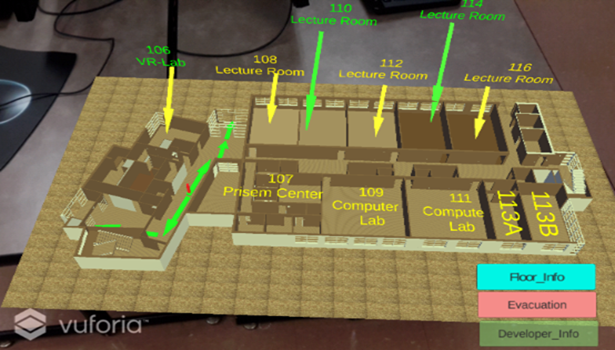 110
Lecture Room
114
Lecture Room
106
VR-Lab
108
Lecture Room
112
Lecture Room
116
Lecture Room
107
Prisem Center
109
Computer
Lab
111
Compute
Lab
113A
113B
Floor_Info
Evacuation
Developer_Info
vuforia™